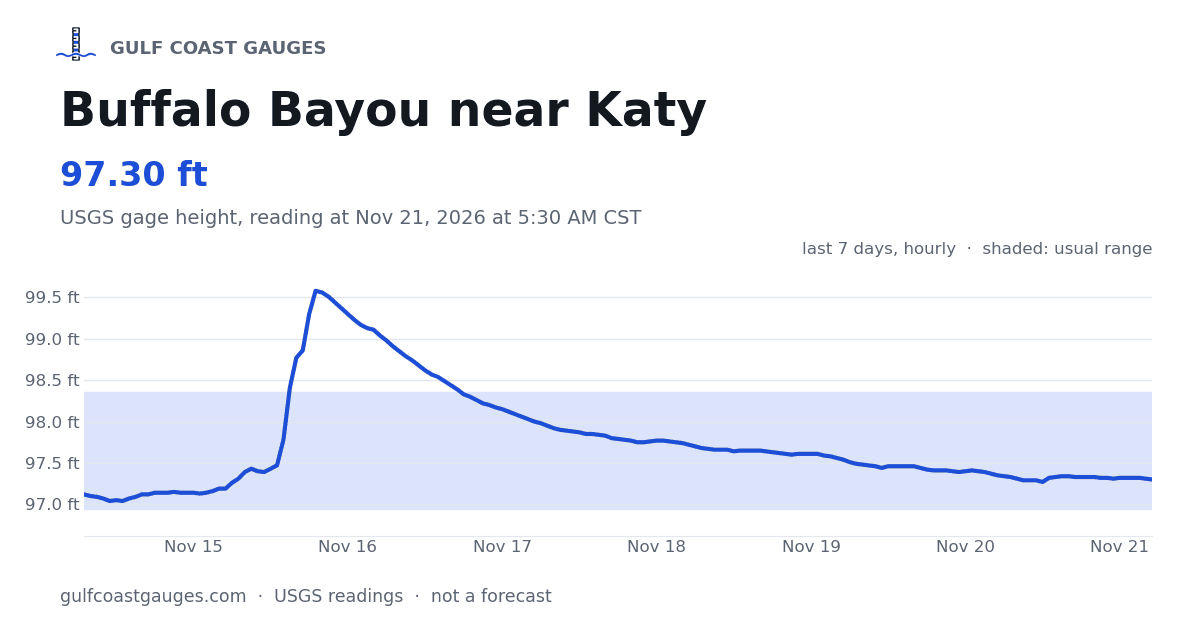 GULF COAST GAUGES
Buffalo Bayou near Katy
97.30 ft
USGS gage height, reading at Nov 21, 2026 at 5:30 AM CST
last 7 days, hourly · shaded: usual range
99.5 ft
99.0 ft
98.5 ft
98.0 ft
97.5 ft
97.0 ft
Nov 15 Nov 16 Nov 17 Nov 18 Nov 19 Nov 20 Nov 21
gulfcoastgauges.com · USGS readings · not a forecast